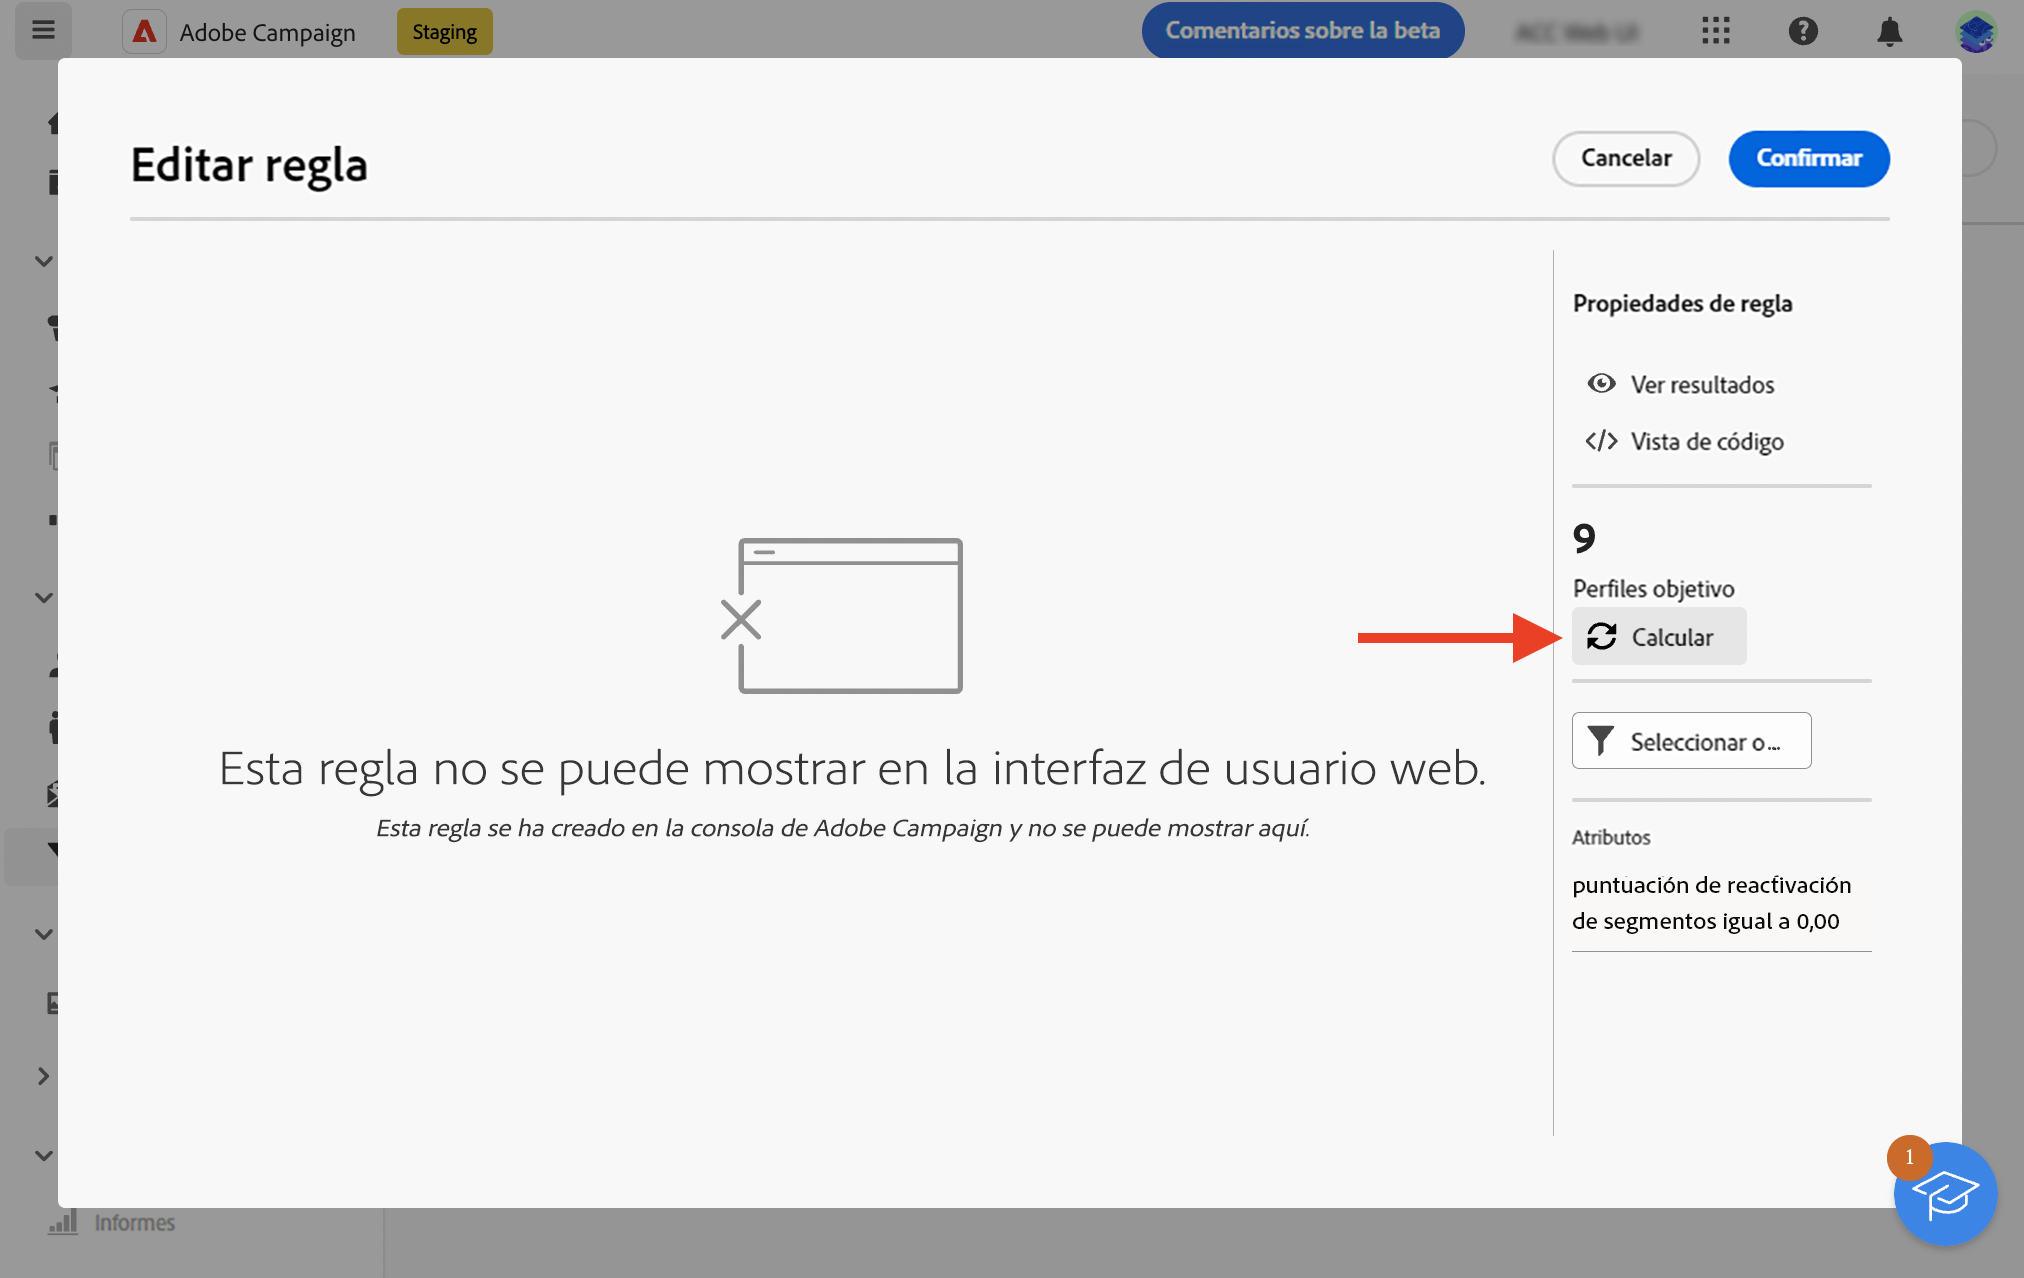 Adobe Campaign
Staging
Comentarios sobre la beta
Editar regla
Cancelar
Confirmar
Propiedades de regla
Ver resultados
Vista de código
9
Perfiles objetivo
Calcular
Seleccionar o...
Esta regla no se puede mostrar en la interfaz de usuario web.
Esta regla se ha creado en la consola de Adobe Campaign y no se puede mostrar aquí.
Atributos
puntuación de reactivación
de segmentos igual a 0,00
1
Informes